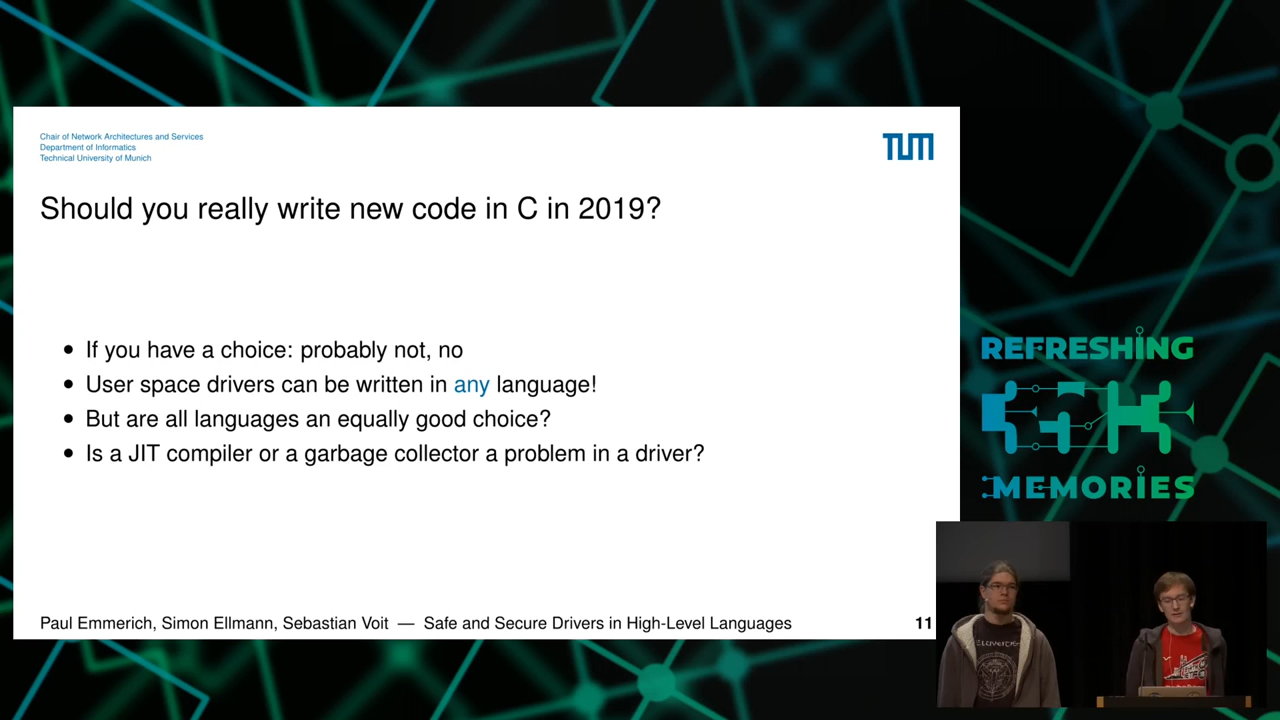 Chair of Network Architectures and Services
Department of Informatics
Technical University of Munich
TUM
Should you really write new code in C in 2019?
• If you have a choice: probably not, no
• User space drivers can be written in any language!
• But are all languages an equally good choice?
• Is a JIT compiler or a garbage collector a problem in a driver?
Paul Emmerich, Simon Ellmann, Sebastian Voit — Safe and Secure Drivers in High-Level Languages
11
REFRESHING
MEMORIES